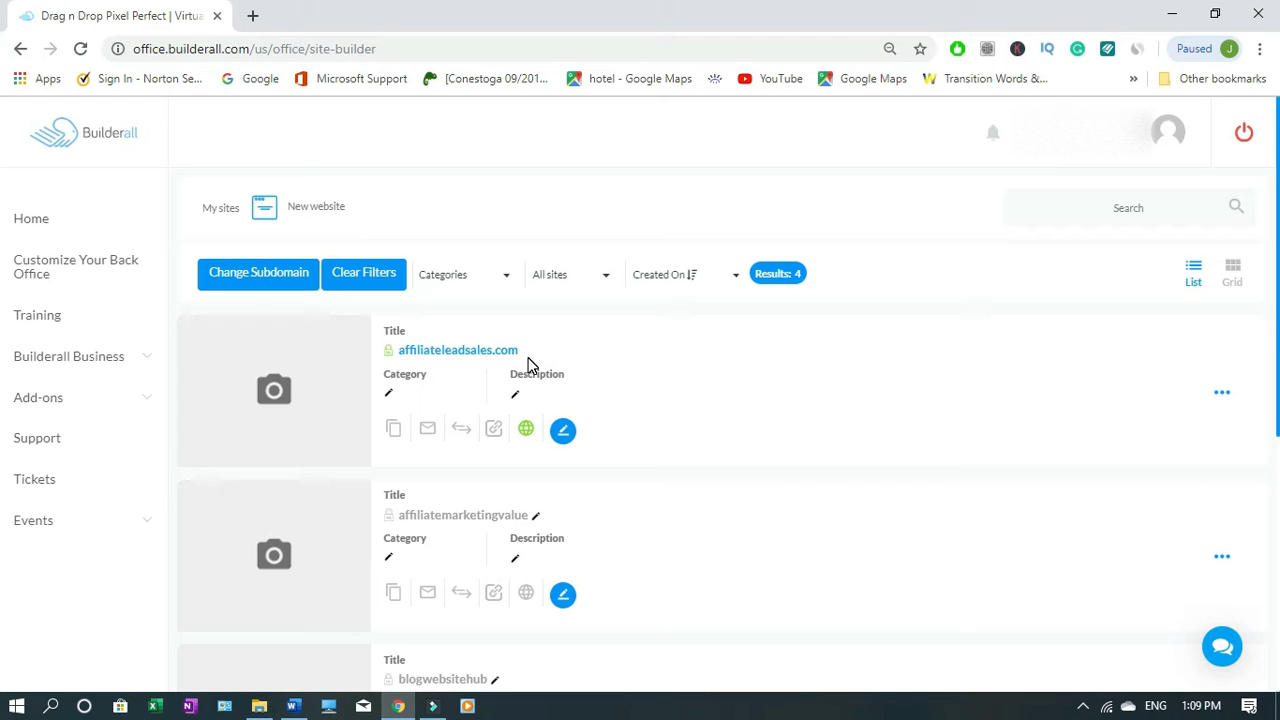 Drag n Drop Pixel Perfect | Virtua
office.builderall.com/us/office/site-builder
Paused J
Apps Sign In - Norton Se... Google Microsoft Support [Conestoga 09/201... hotel - Google Maps YouTube Google Maps Transition Words &... » Other bookmarks
Builderall
My sites New website Search
Home
Customize Your Back
Office
Training
Builderall Business
Add-ons
Support
Tickets
Events
Change Subdomain Clear Filters Categories All sites Created On Results: 4 List Grid
Title
affiliateleadsales.com
Category Description
Title
affiliatemarketingvalue
Category Description
Title
blogwebsitehub
ENG 1:09 PM